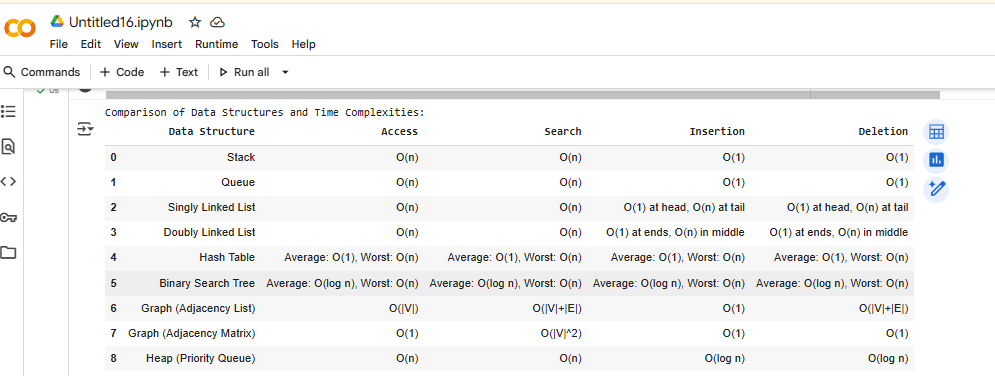 Untitled16.ipynb
File Edit View Insert Runtime Tools Help
Commands + Code + Text Run all
0s
Comparison of Data Structures and Time Complexities:
Data Structure Access Search Insertion Deletion
0 Stack O(n) O(n) O(1) O(1)
1 Queue O(n) O(n) O(1) O(1)
2 Singly Linked List O(n) O(n) O(1) at head, O(n) at tail O(1) at head, O(n) at tail
3 Doubly Linked List O(n) O(n) O(1) at ends, O(n) in middle O(1) at ends, O(n) in middle
4 Hash Table Average: O(1), Worst: O(n) Average: O(1), Worst: O(n) Average: O(1), Worst: O(n) Average: O(1), Worst: O(n)
5 Binary Search Tree Average: O(log n), Worst: O(n) Average: O(log n), Worst: O(n) Average: O(log n), Worst: O(n) Average: O(log n), Worst: O(n)
6 Graph (Adjacency List) O(|V|) O(|V|+|E|) O(1) O(|V|+|E|)
7 Graph (Adjacency Matrix) O(1) O(|V|^2) O(1) O(1)
8 Heap (Priority Queue) O(n) O(n) O(log n) O(log n)